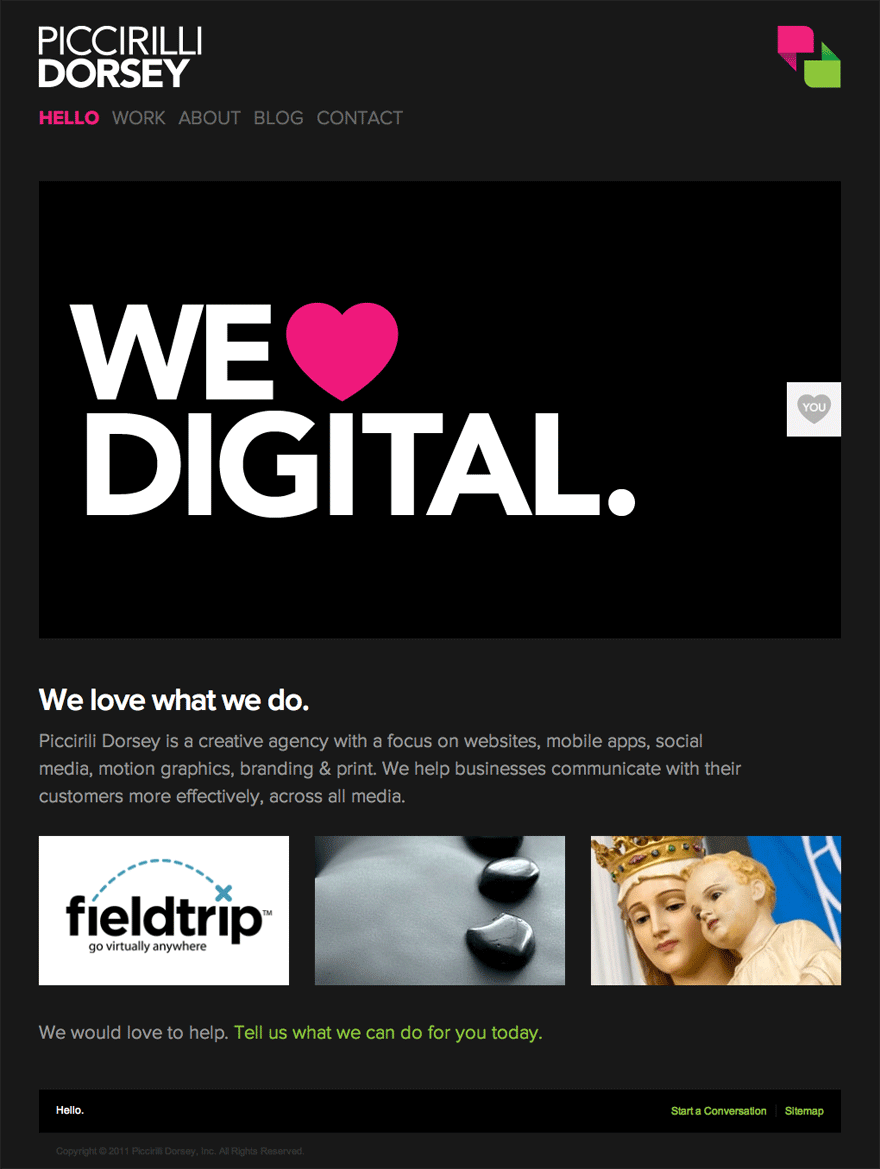 PICCIRILLI
DORSEY
HELLO WORK ABOUT BLOG CONTACT
WE
DIGITAL.
YOU
We love what we do.
Piccirili Dorsey is a creative agency with a focus on websites, mobile apps, social
media, motion graphics, branding & print. We help businesses communicate with their
customers more effectively, across all media.
fieldtrip™
go virtually anywhere
We would love to help. Tell us what we can do for you today.
Hello. Start a Conversation | Sitemap
Copyright © 2011 Piccirilli Dorsey, Inc. All Rights Reserved.